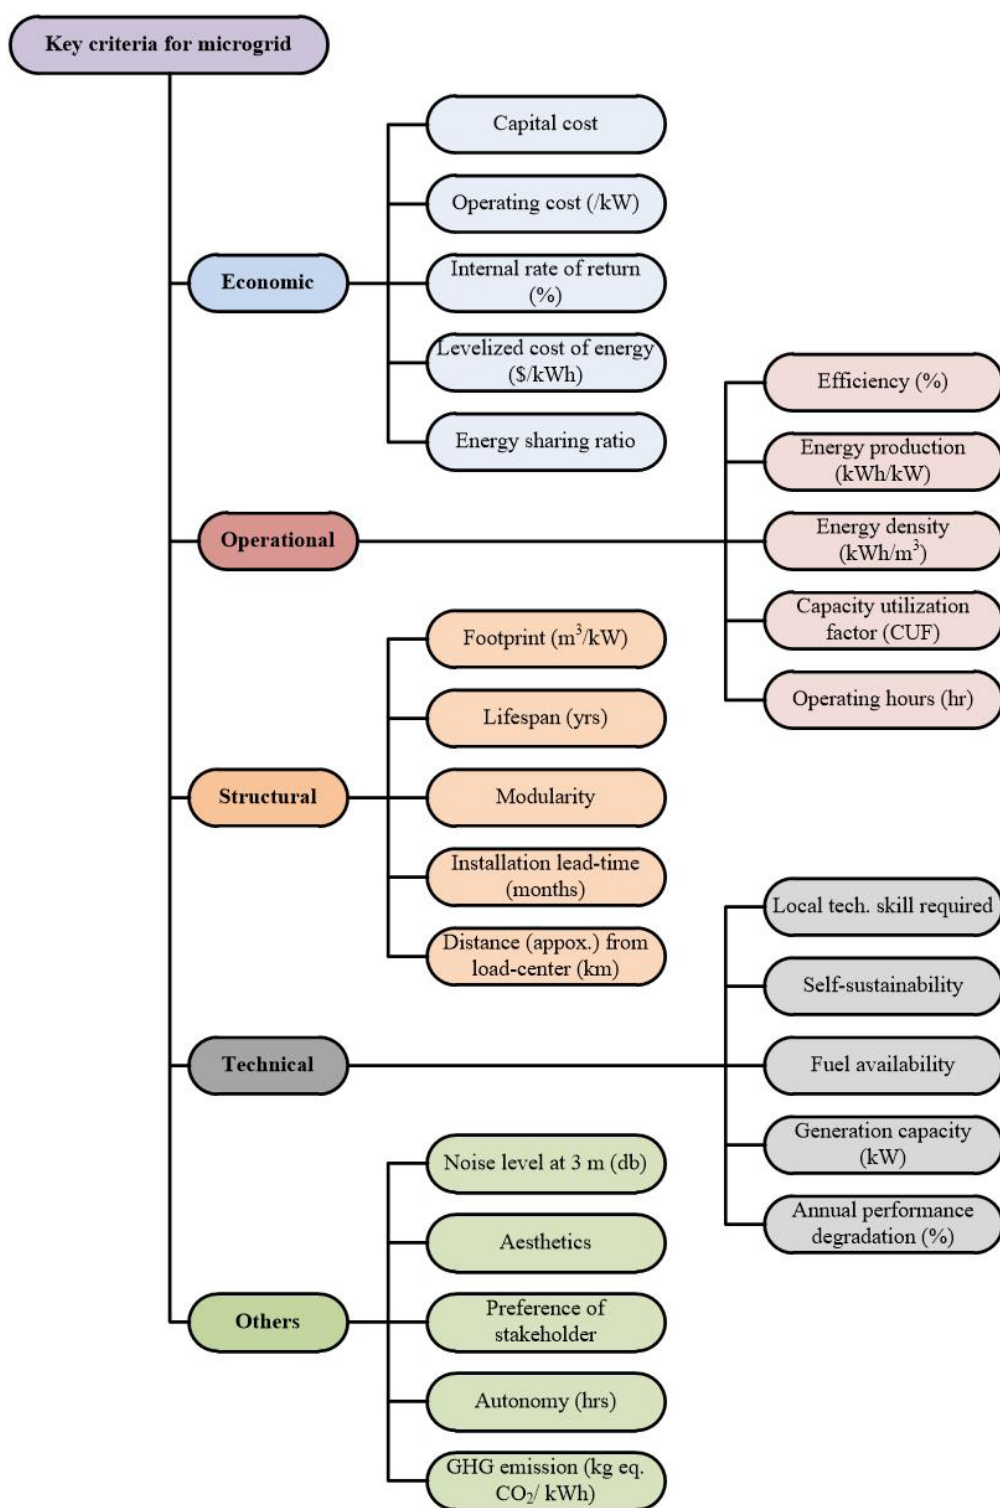 Key criteria for microgrid
Economic
Capital cost
Operating cost (/kW)
Internal rate of return
(%)
Levelized cost of energy
($/kWh)
Energy sharing ratio
Operational
Efficiency (%)
Energy production
(kWh/kW)
Energy density
(kWh/m³)
Capacity utilization
factor (CUF)
Operating hours (hr)
Structural
Footprint (m³/kW)
Lifespan (yrs)
Modularity
Installation lead-time
(months)
Distance (appox.) from
load-center (km)
Technical
Local tech. skill required
Self-sustainability
Fuel availability
Generation capacity
(kW)
Annual performance
degradation (%)
Others
Noise level at 3 m (db)
Aesthetics
Preference of
stakeholder
Autonomy (hrs)
GHG emission (kg eq.
CO₂/ kWh)